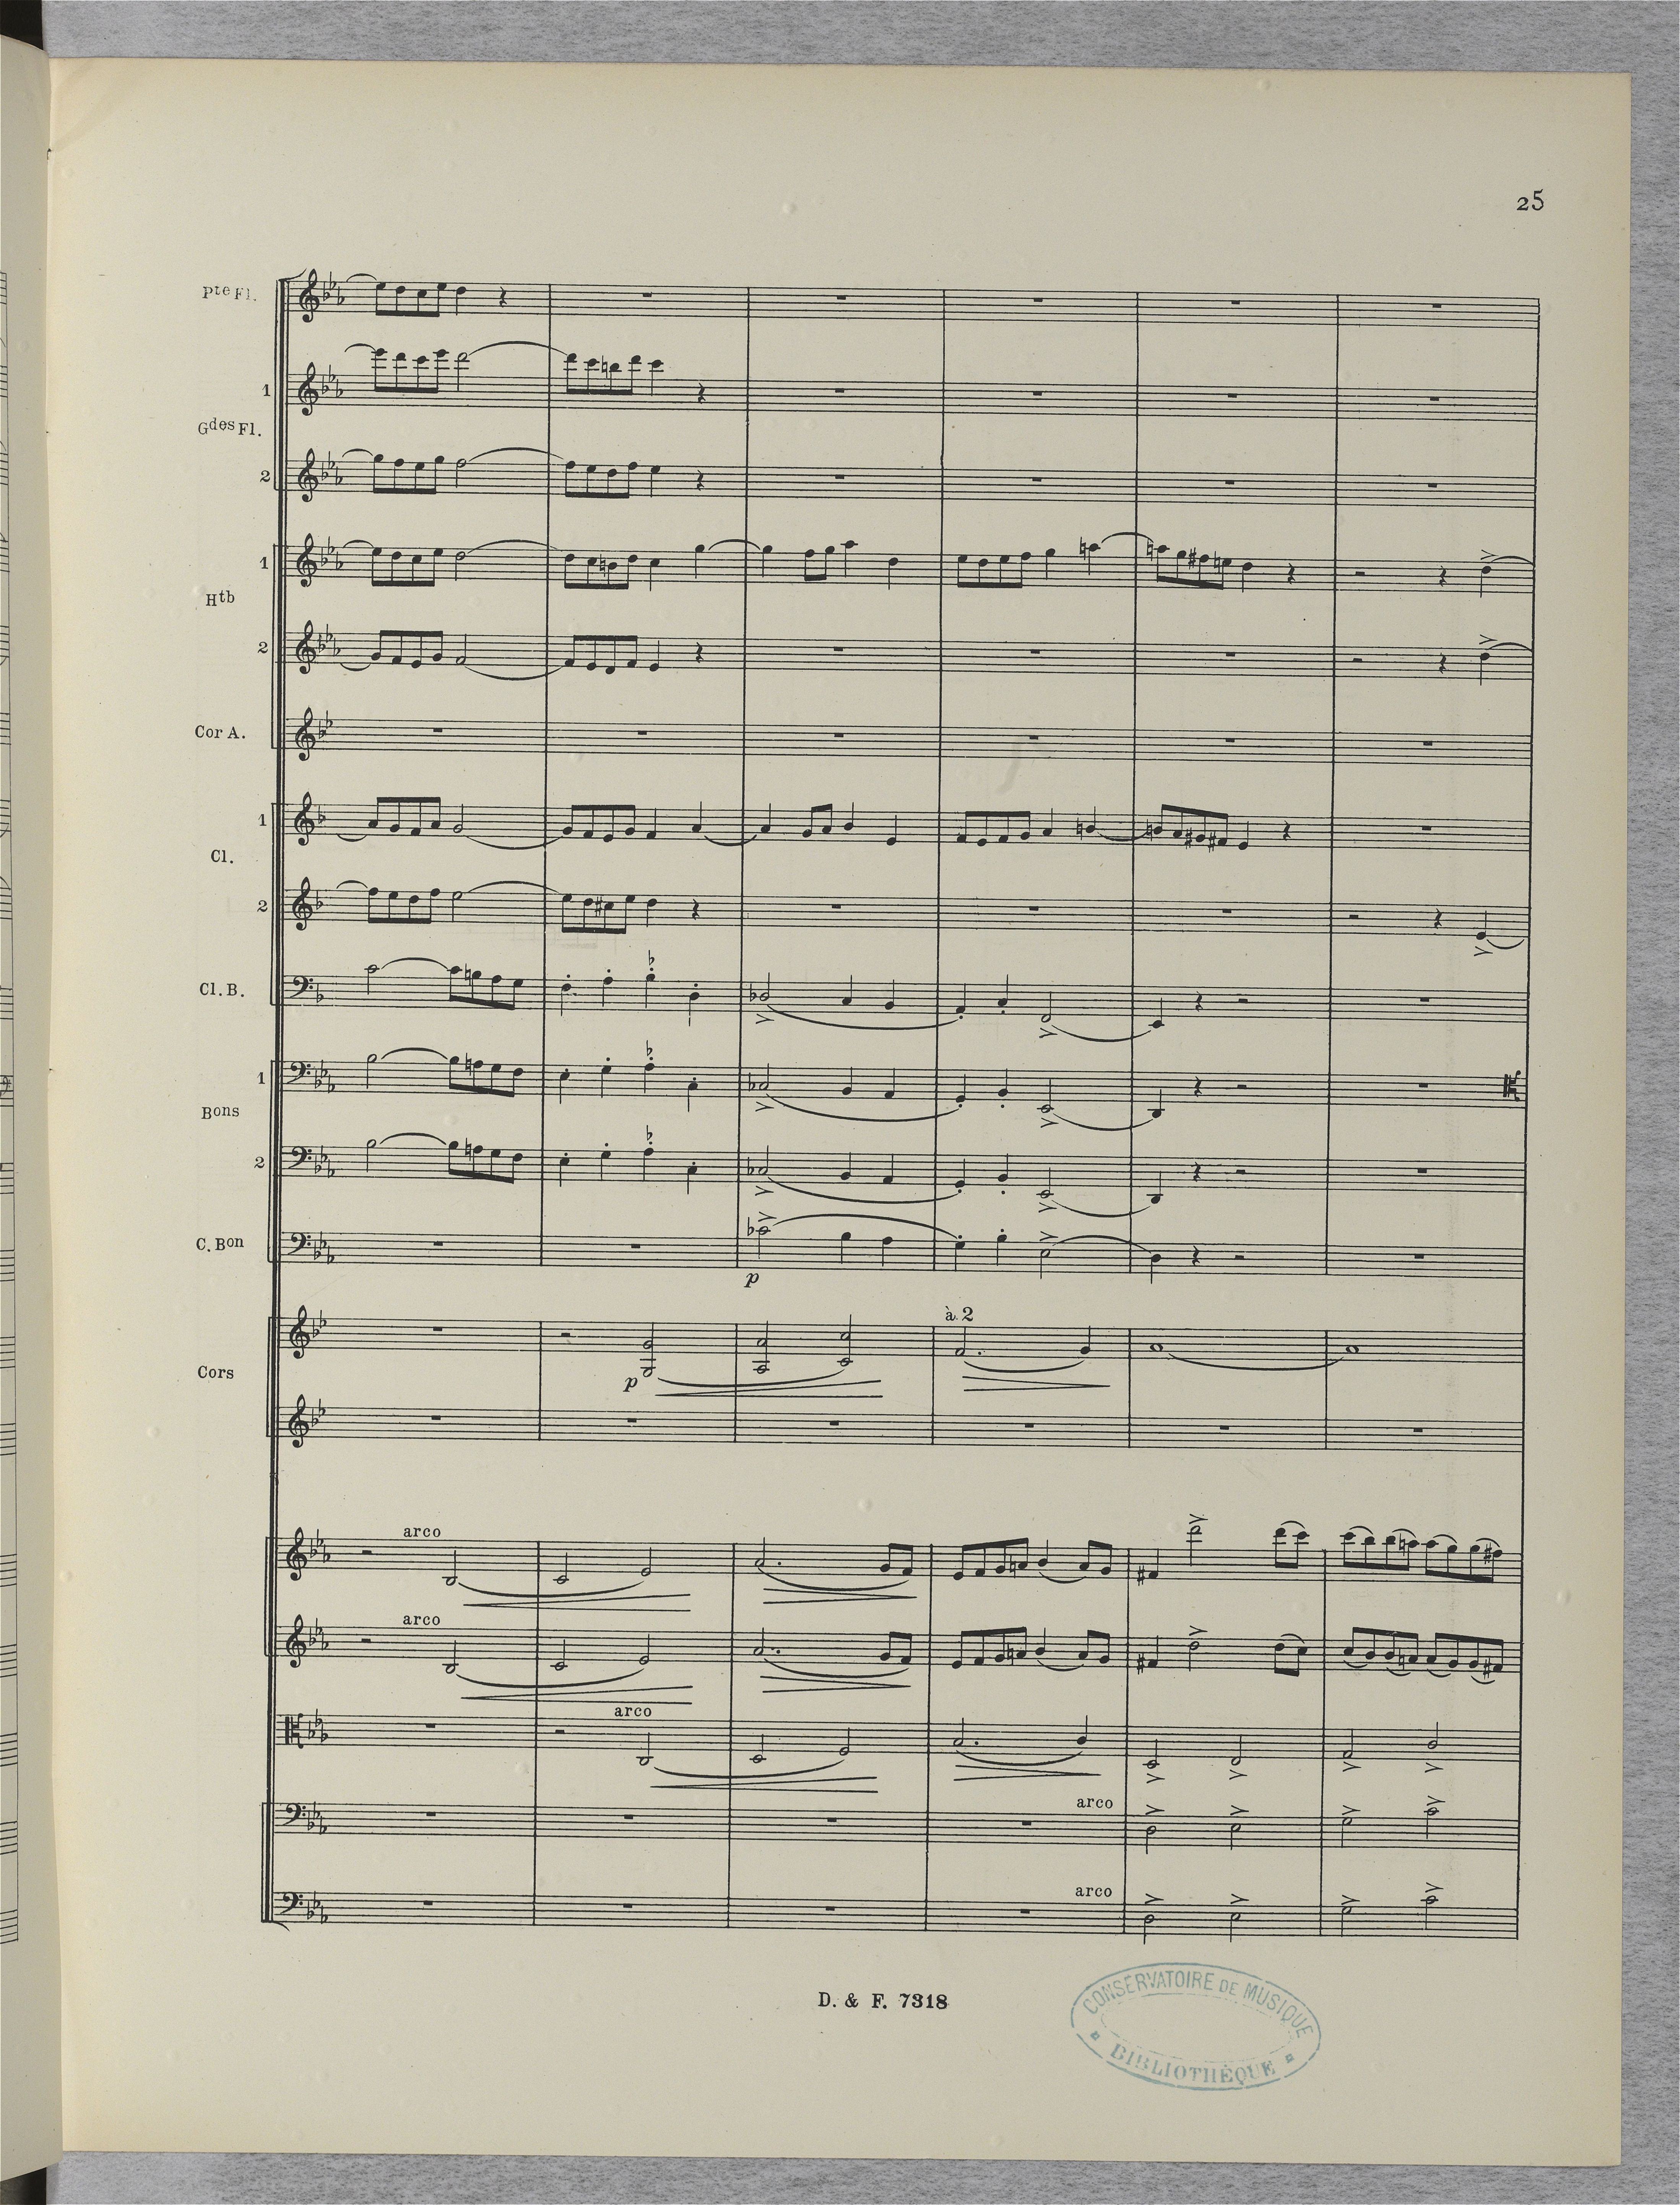 25
Pte Fl.
1
Gdes Fl.
2
1
Htb
2
Cor A.
1
Cl.
2
Cl. B.
1
Bons
2
C. Bon
p
à 2
Cors
p
arco
arco
arco
arco
arco
D. & F. 7318
CONSERVATOIRE DE MUSIQUE
BIBLIOTHÈQUE